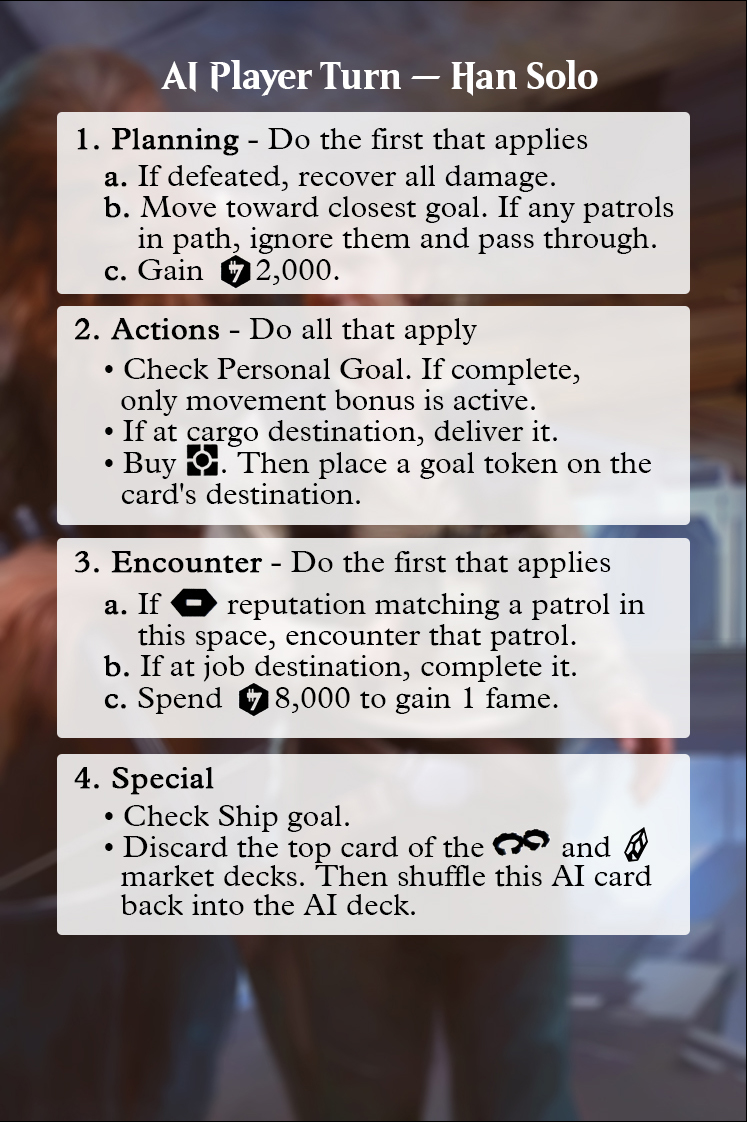 AI Player Turn — Han Solo
1. Planning - Do the first that applies
a. If defeated, recover all damage.
b. Move toward closest goal. If any patrols
in path, ignore them and pass through.
c. Gain 2,000.
2. Actions - Do all that apply
• Check Personal Goal. If complete,
only movement bonus is active.
• If at cargo destination, deliver it.
• Buy . Then place a goal token on the
card's destination.
3. Encounter - Do the first that applies
a. If reputation matching a patrol in
this space, encounter that patrol.
b. If at job destination, complete it.
c. Spend 8,000 to gain 1 fame.
4. Special
• Check Ship goal.
• Discard the top card of the and
market decks. Then shuffle this AI card
back into the AI deck.